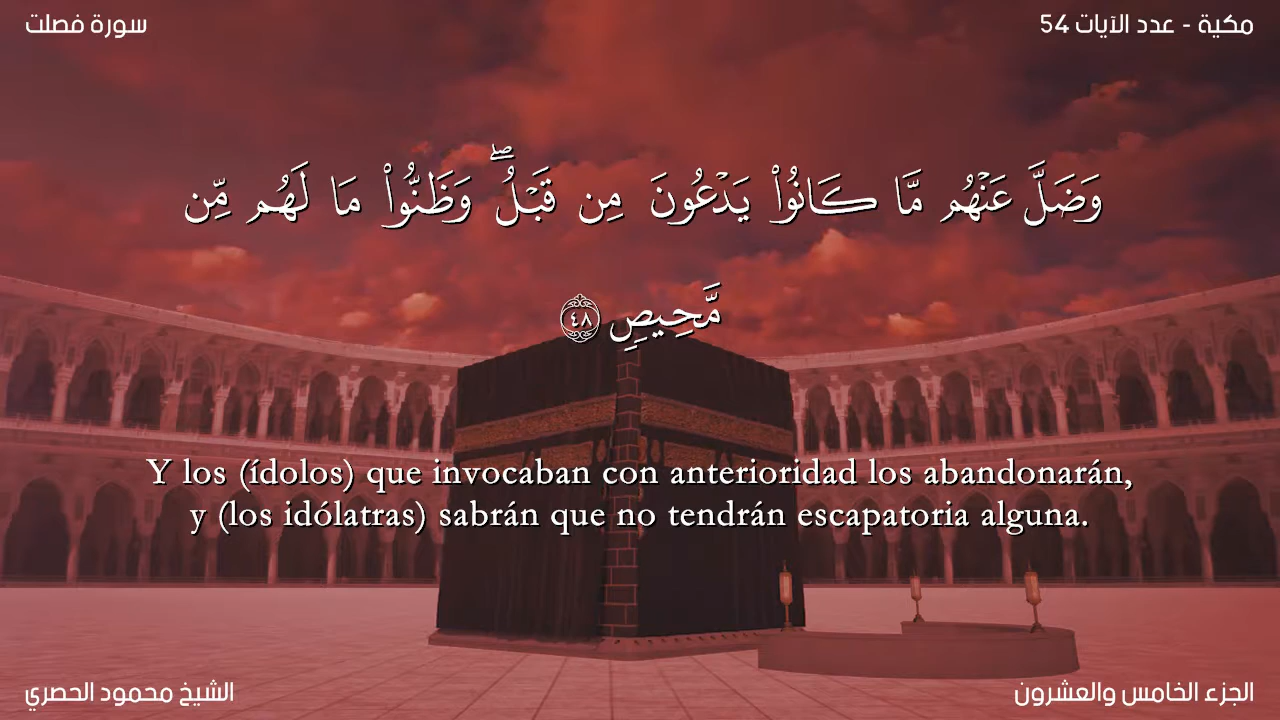 سورة فصلت
مكية - عدد الآيات 54
وَضَلَّ عَنْهُم مَّا كَانُوا۟ يَدْعُونَ مِن قَبْلُ ۖ وَظَنُّوا۟ مَا لَهُم مِّن
مَّحِيصٍ ٤٨
Y los (ídolos) que invocaban con anterioridad los abandonarán,
y (los idólatras) sabrán que no tendrán escapatoria alguna.
الشيخ محمود الحصري
الجزء الخامس والعشرون